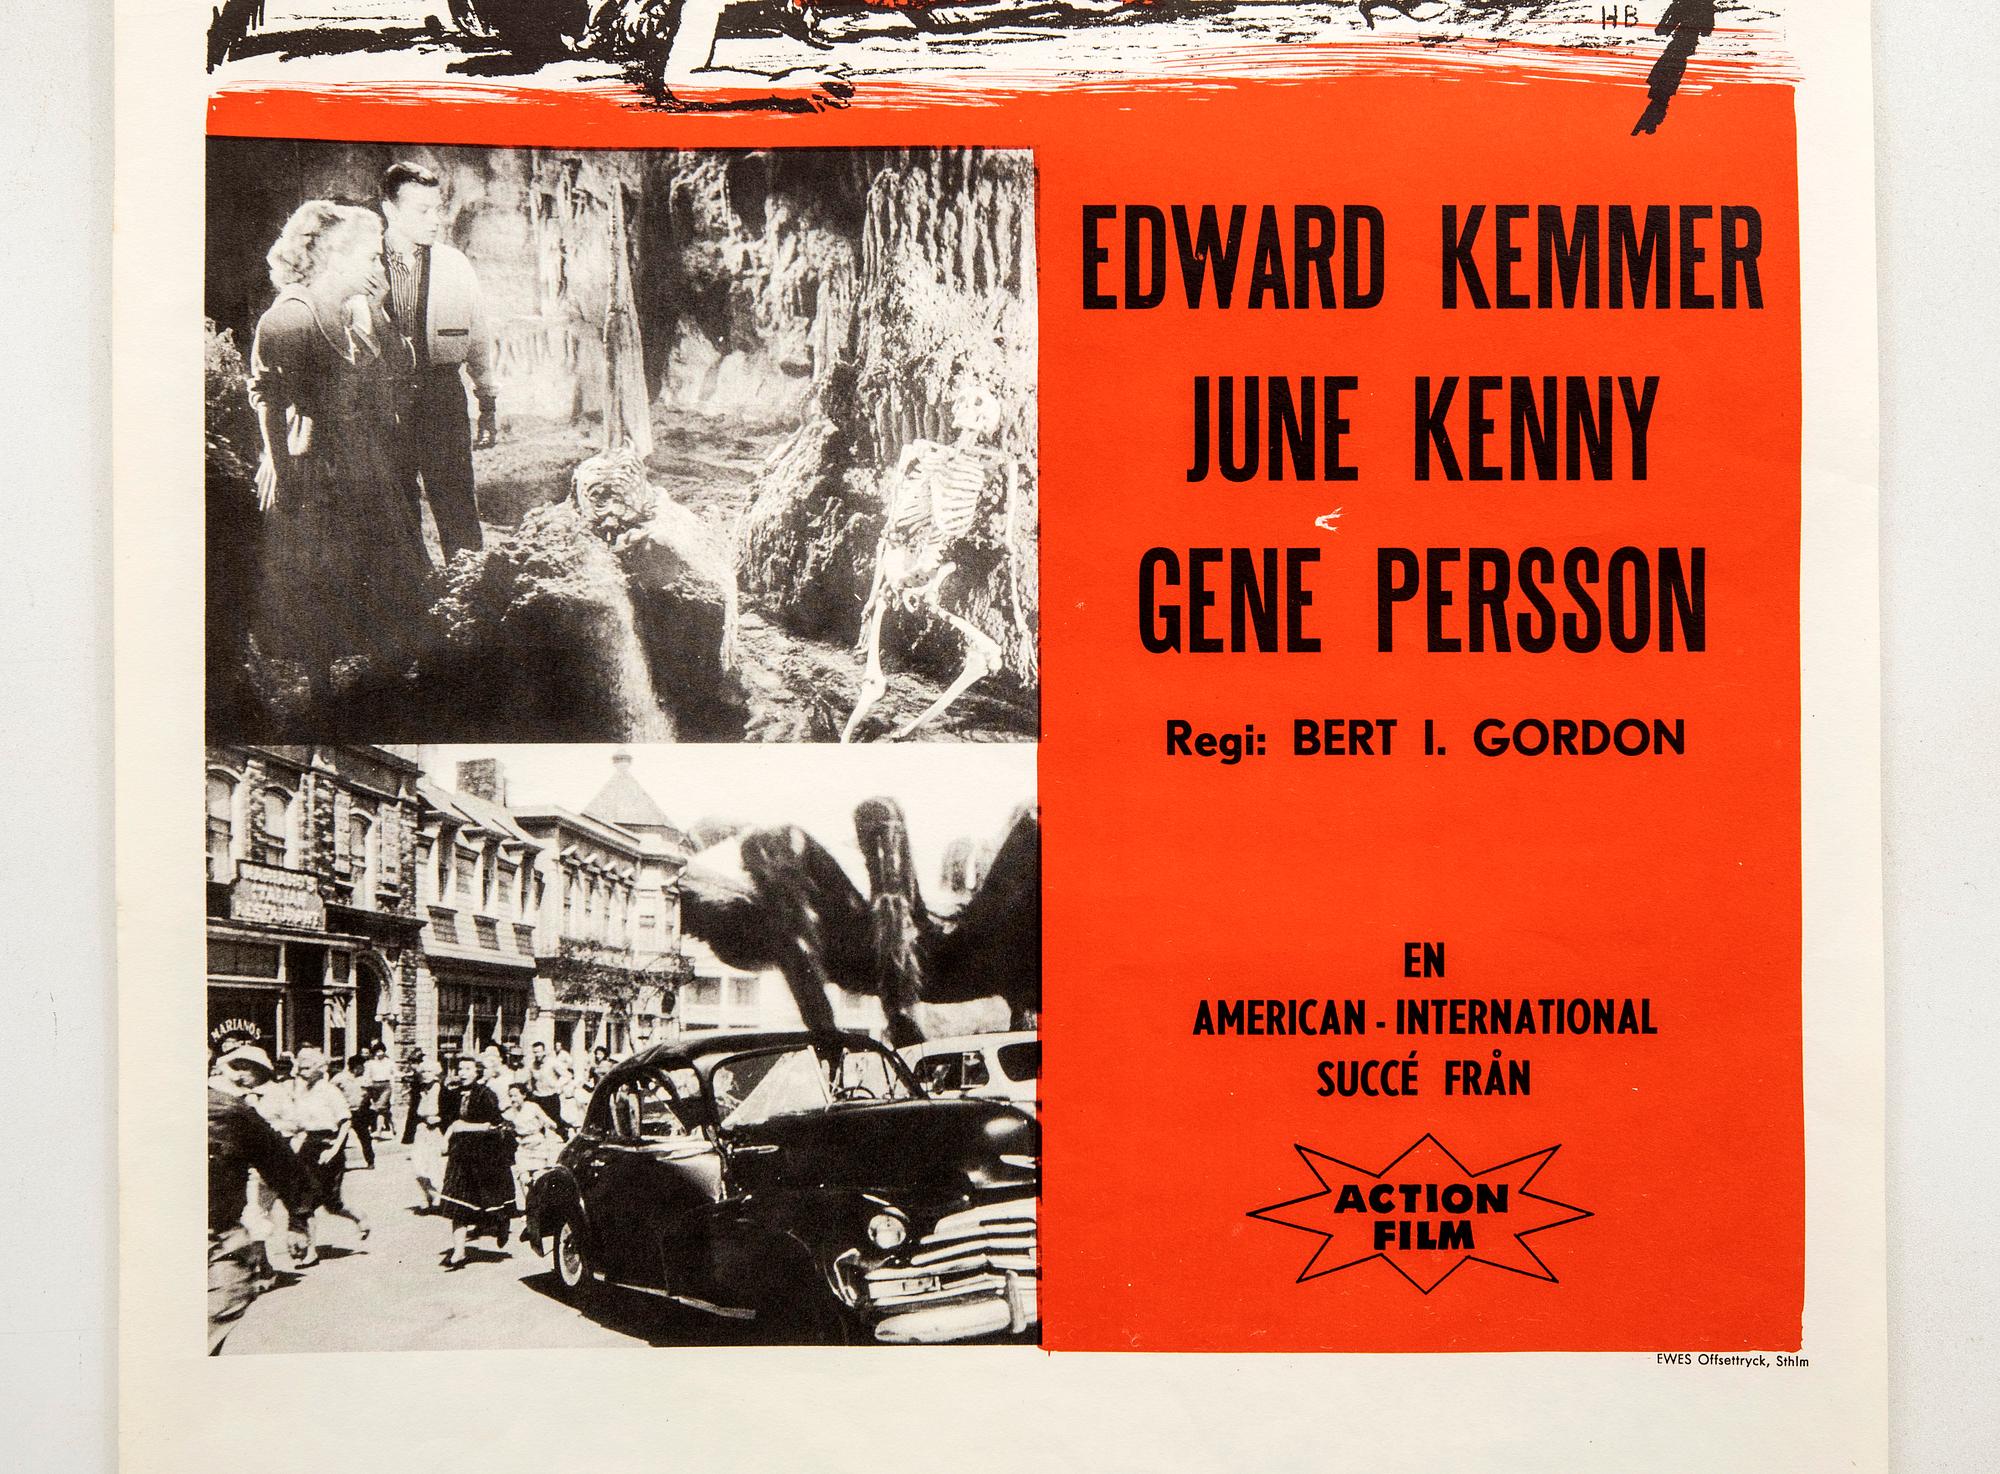 HB
EDWARD KEMMER
JUNE KENNY
GENE PERSSON
Regi: BERT I. GORDON
MARIANOS
EN
AMERICAN - INTERNATIONAL
SUCCÉ FRÅN
ACTION
FILM
EWES Offsettryck, Sthlm